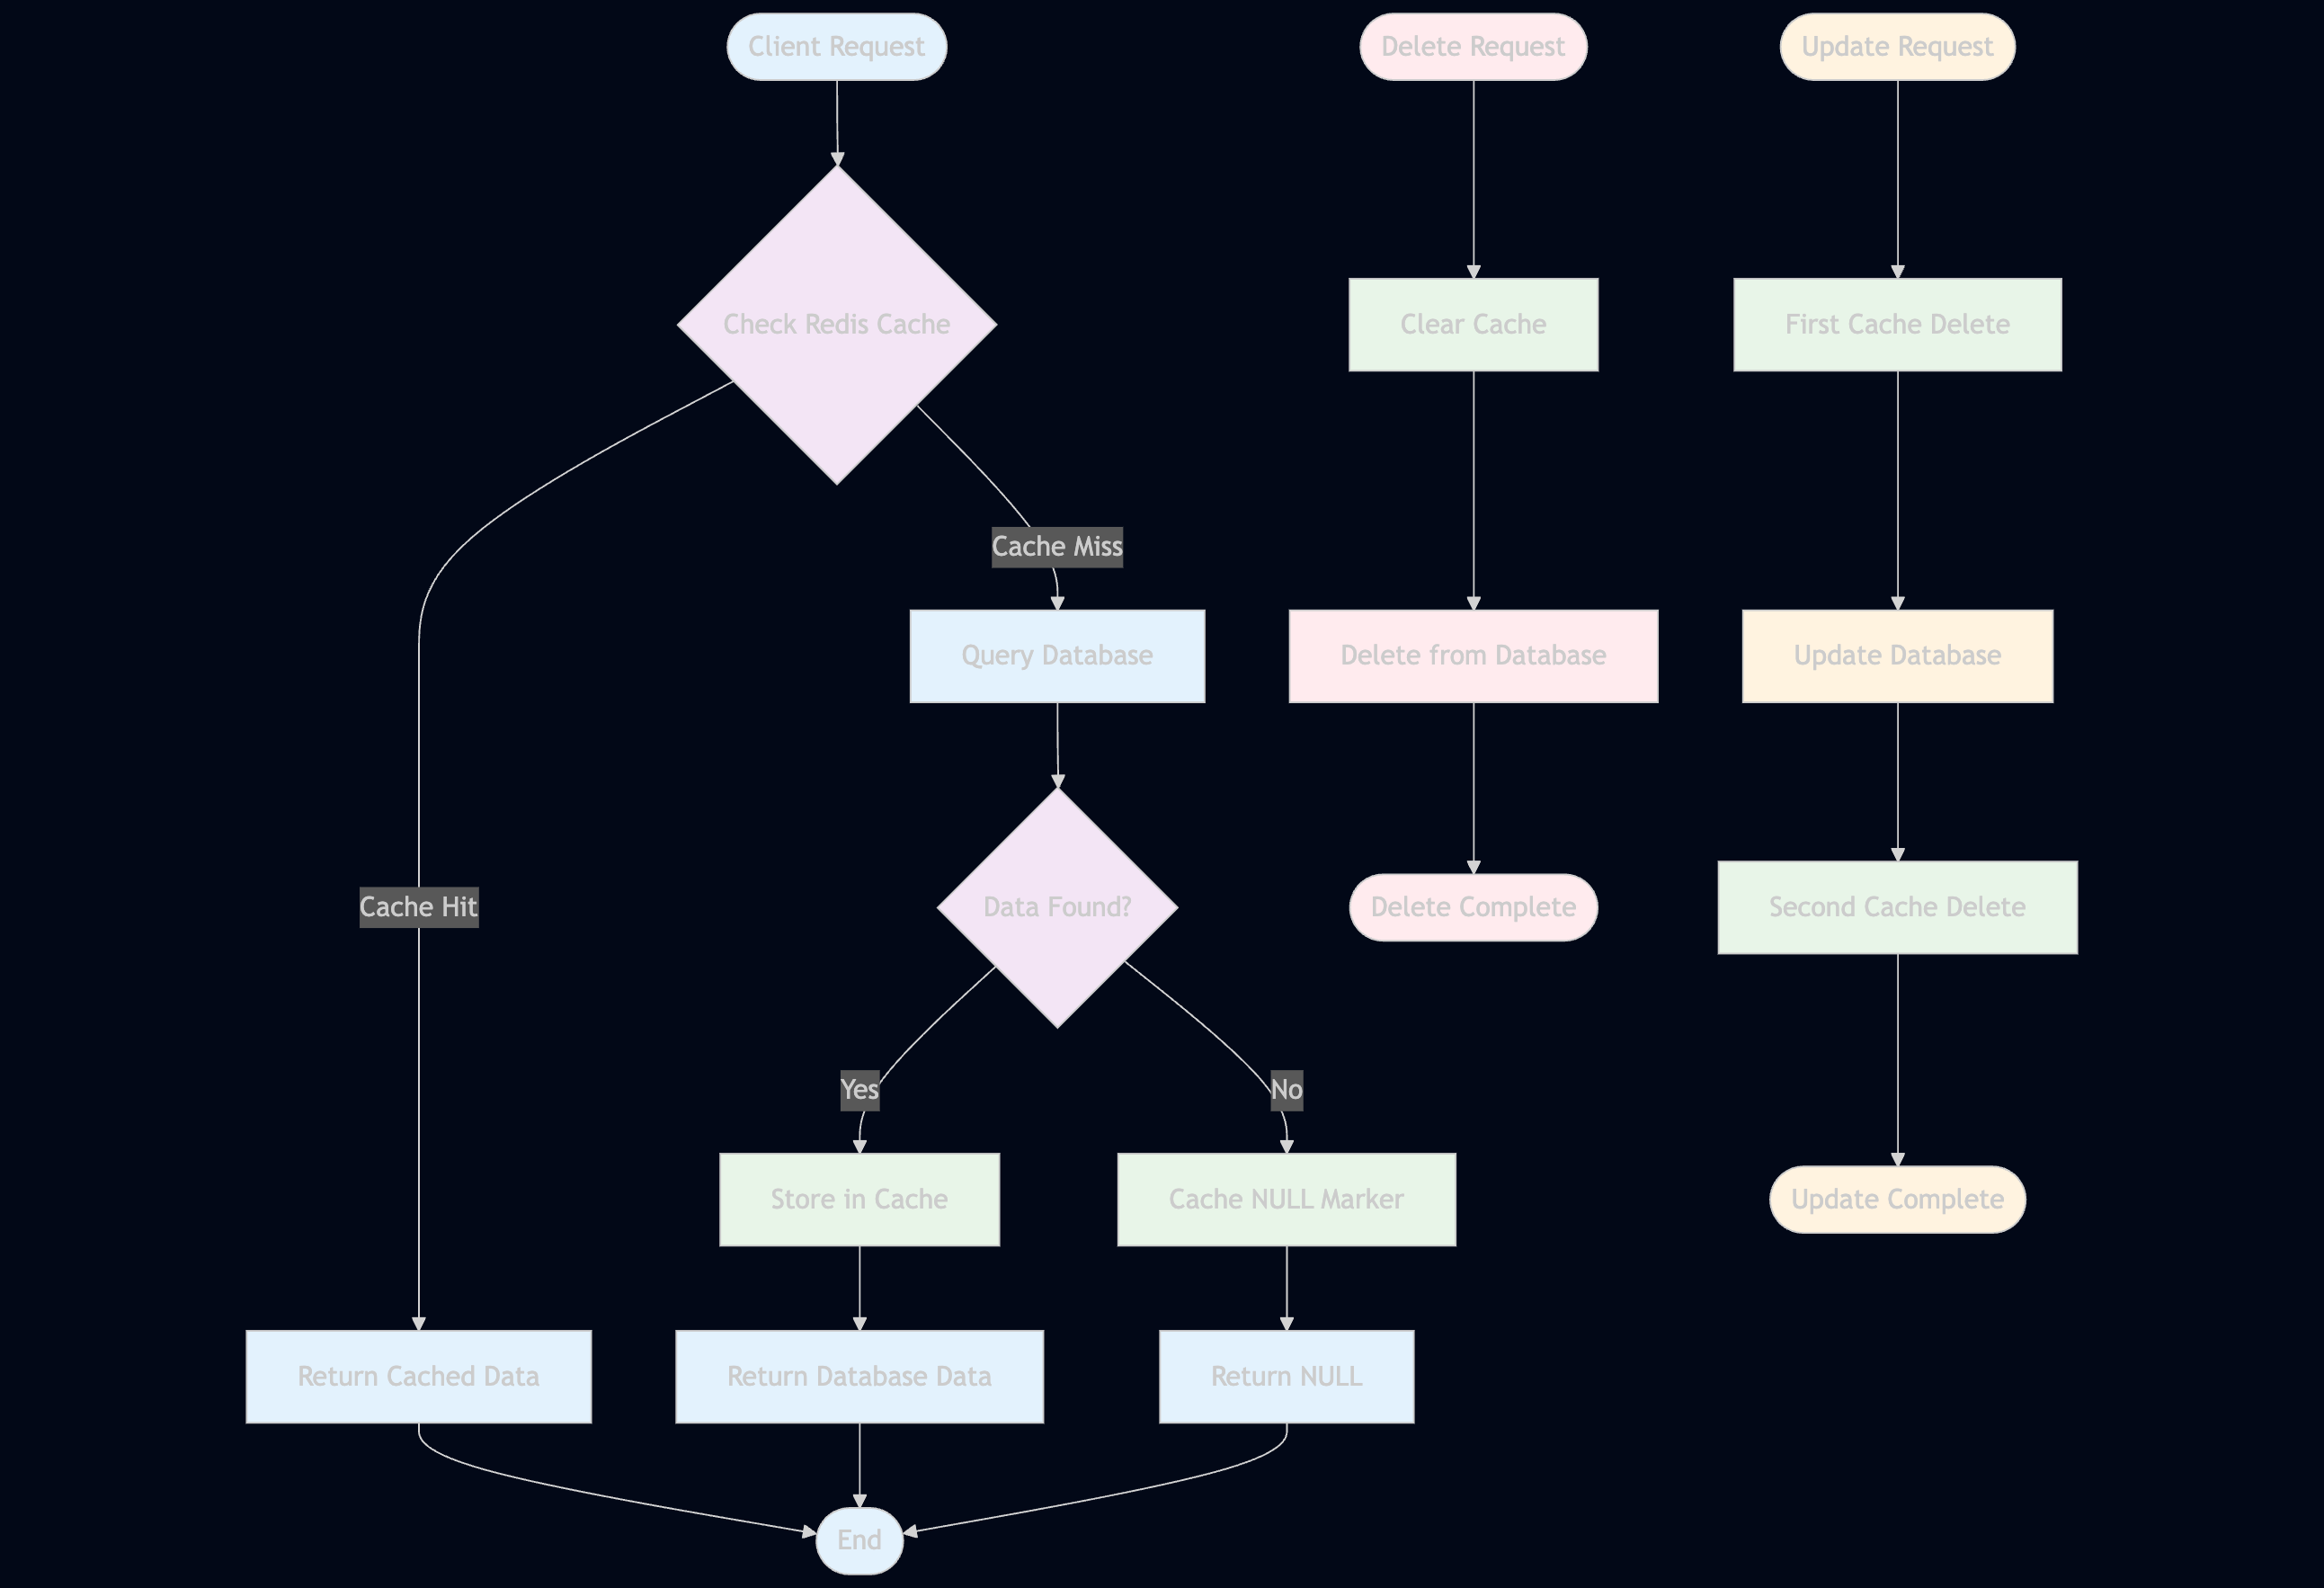 Client Request
Delete Request
Update Request
Check Redis Cache
Clear Cache
First Cache Delete
Cache Miss
Query Database
Delete from Database
Update Database
Cache Hit
Data Found?
Delete Complete
Second Cache Delete
Yes
No
Store in Cache
Cache NULL Marker
Update Complete
Return Cached Data
Return Database Data
Return NULL
End